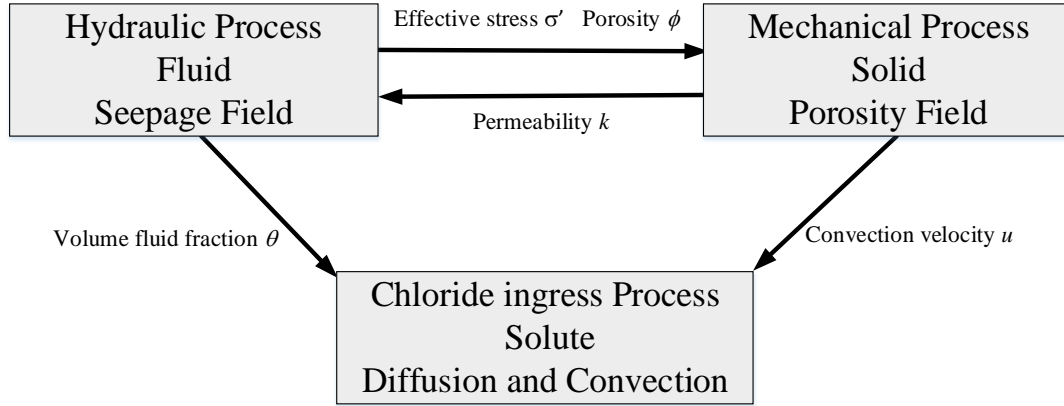 Hydraulic Process
Fluid
Seepage Field
Effective stress σ′ Porosity ϕ
Permeability k
Mechanical Process
Solid
Porosity Field
Volume fluid fraction θ
Convection velocity u
Chloride ingress Process
Solute
Diffusion and Convection